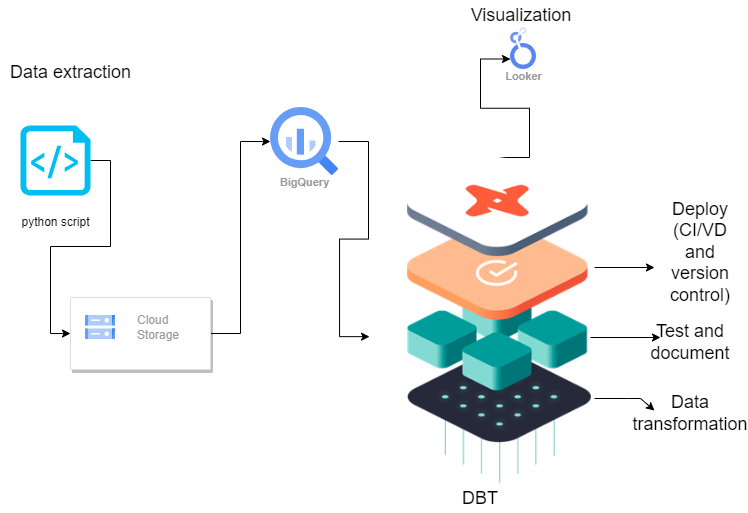 Visualization
Looker
Data extraction
BigQuery
python script
Cloud
Storage
Deploy
(CI/VD
and
version
control)
Test and
document
Data
transformation
DBT